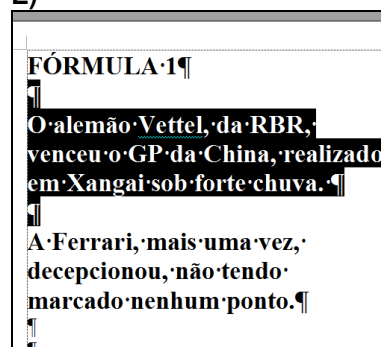 E)
FÓRMULA·1¶
¶
O·alemão·Vettel,·da·RBR,·
venceu·o·GP·da·China,·realizado
em·Xangai·sob·forte·chuva.·¶
¶
A·Ferrari,·mais·uma·vez,·
decepcionou,·não·tendo·
marcado·nenhum·ponto.¶
¶
¶